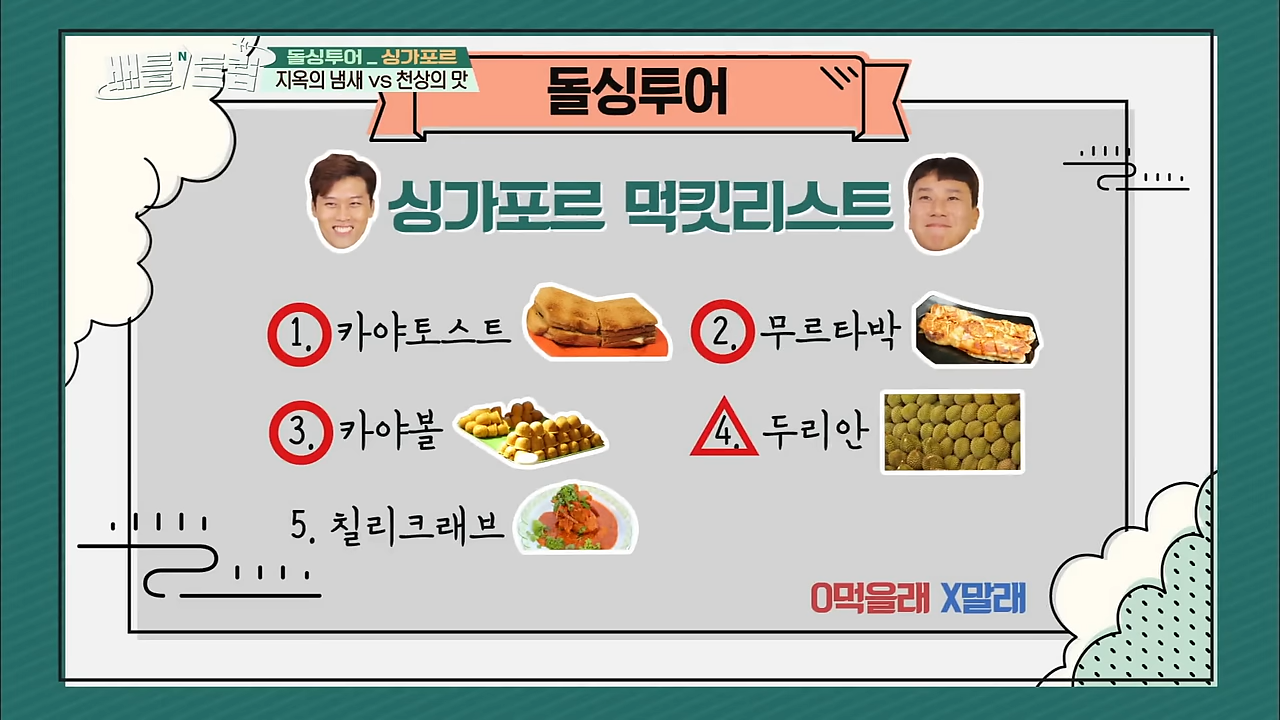 배틀트립
돌싱투어 _ 싱가포르
지옥의 냄새 vs 천상의 맛
돌싱투어
싱가포르 먹킷리스트
1. 카야토스트
2. 무르타박
3. 카야볼
4. 두리안
5. 칠리크래브
O먹을래 X말래